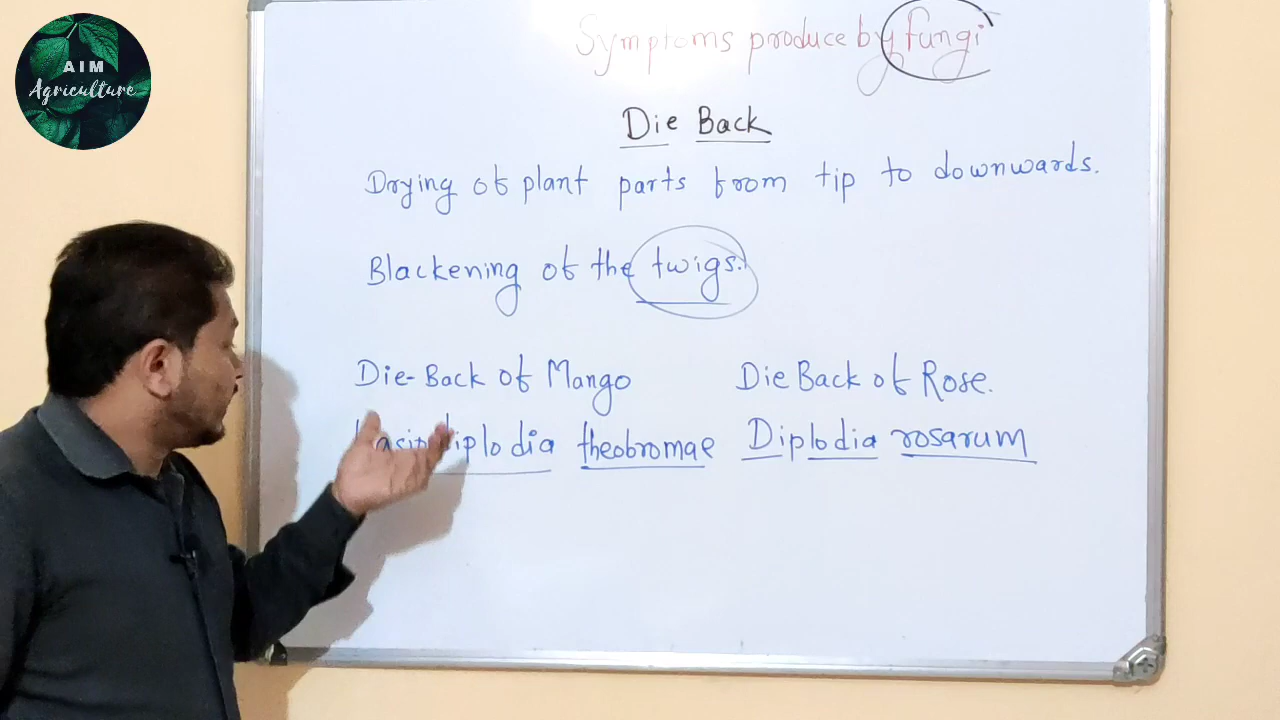 AIM
Agriculture
Symptoms produce by fungi
Die Back
Drying of plant parts from tip to downwards.
Blackening of the twigs.
Die-Back of Mango
theobromae
Die Back of Rose.
Diplodia rosarum